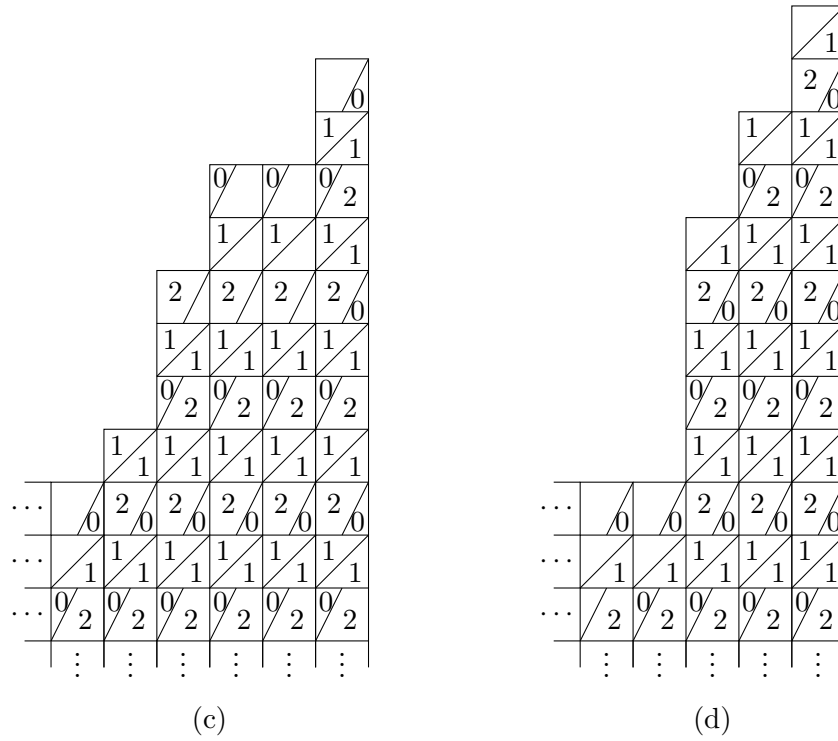 1
0 2 0
1 1 1 1 1
0 0 0 2 0 2 0 2
1 1 1 1 1 1 1 1 1
2 2 2 2 0 2 0 2 0 2 0
1 1 1 1 1 1 1 1 1 1 1 1 1 1
0 2 0 2 0 2 0 2 0 2 0 2 0 2
1 1 1 1 1 1 1 1 1 1 1 1 1 1 1 1
⋯ 0 2 0 2 0 2 0 2 0 2 0 ⋯ 0 0 2 0 2 0 2 0
⋯ 1 1 1 1 1 1 1 1 1 1 1 ⋯ 1 1 1 1 1 1 1 1
⋯ 0 2 0 2 0 2 0 2 0 2 0 2 ⋯ 2 0 2 0 2 0 2 0 2
⋮ ⋮ ⋮ ⋮ ⋮ ⋮ ⋮ ⋮ ⋮ ⋮ ⋮
(c) (d)